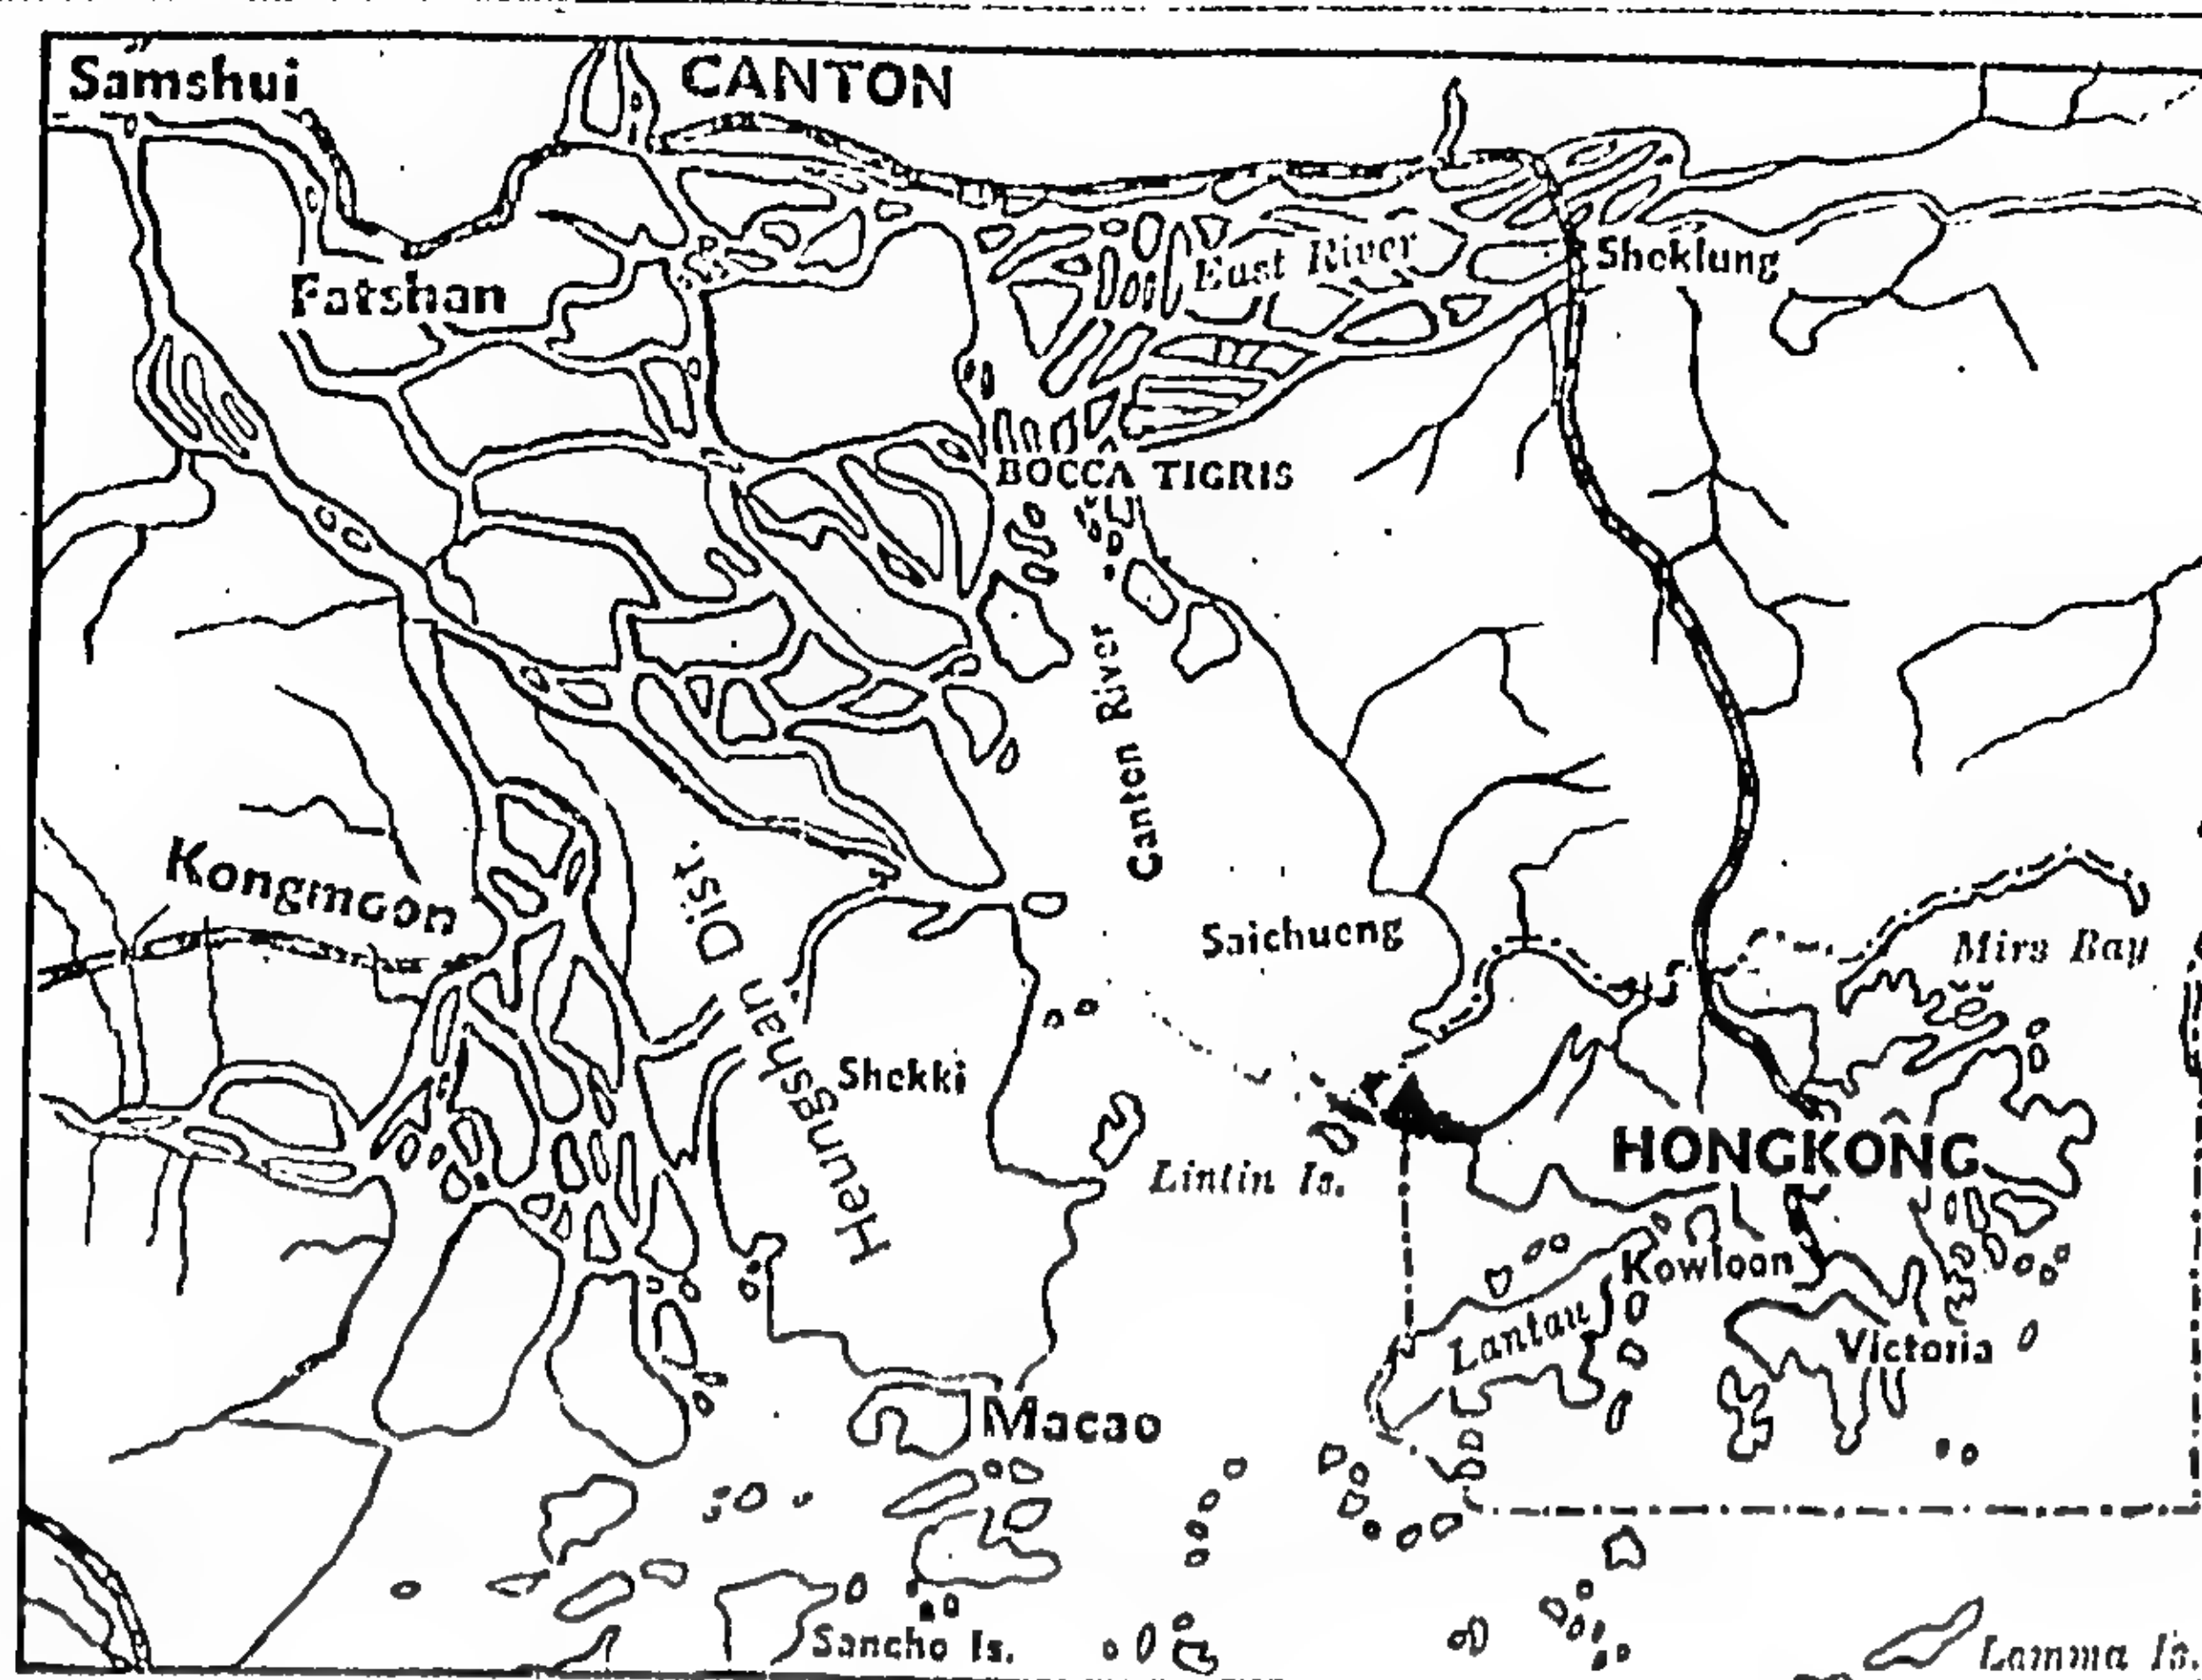 Samshui
CANTON
Fatshan
East River
Sheklung
BOCCA TIGRIS
Canton River
Kongmoon
Heungshan Dist.
Saichueng
Mirs Bay
Shekki
Lintin Is.
HONGKONG
Kowloon
Lantau
Victoria
Macao
Sancho Is.
Lamma Is.